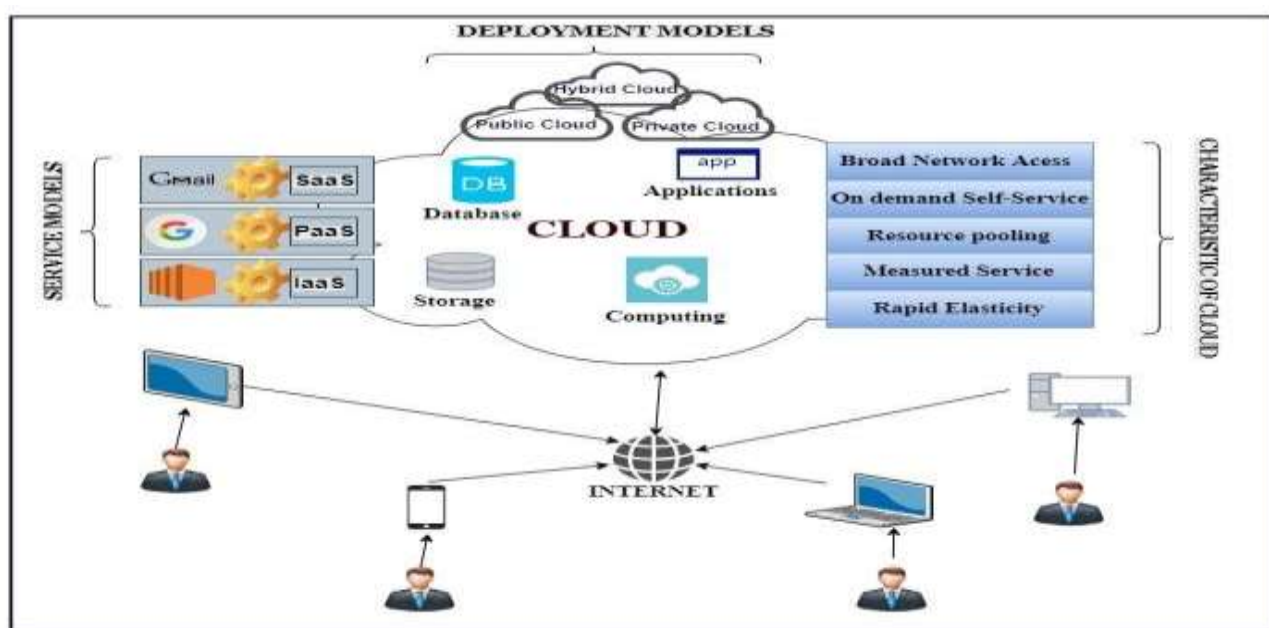 DEPLOYMENT MODELS
Hybrid Cloud
Public Cloud
Private Cloud
SERVICE MODELS
Gmail
SaaS
PaaS
IaaS
DB
Database
app
Applications
CLOUD
Storage
Computing
Broad Network Acess
On demand Self-Service
Resource pooling
Measured Service
Rapid Elasticity
CHARACTERISTIC OF CLOUD
INTERNET